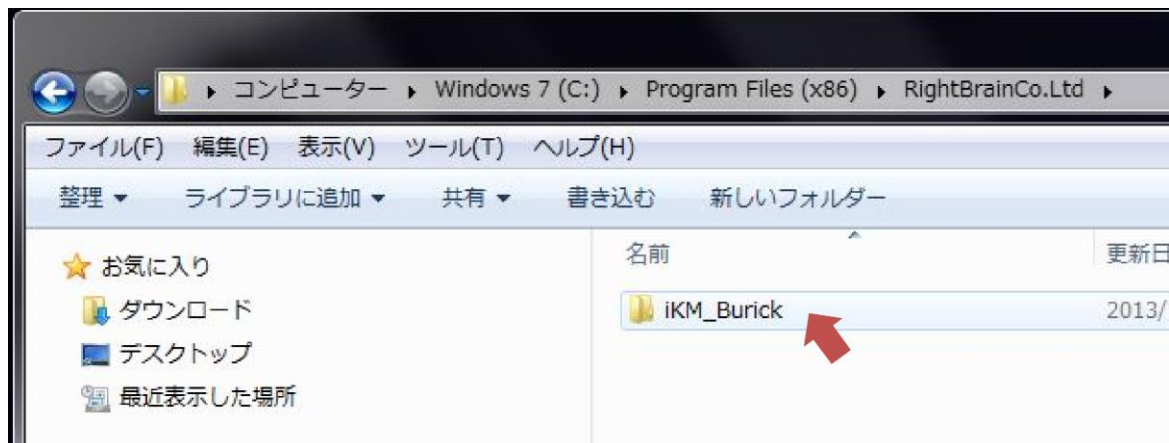 コンピューター ▸ Windows 7 (C:) ▸ Program Files (x86) ▸ RightBrainCo.Ltd ▸
ファイル(F) 編集(E) 表示(V) ツール(T) ヘルプ(H)
整理 ▼ ライブラリに追加 ▼ 共有 ▼ 書き込む 新しいフォルダー
お気に入り
ダウンロード
デスクトップ
最近表示した場所
名前 更新日
iKM_Burick 2013/